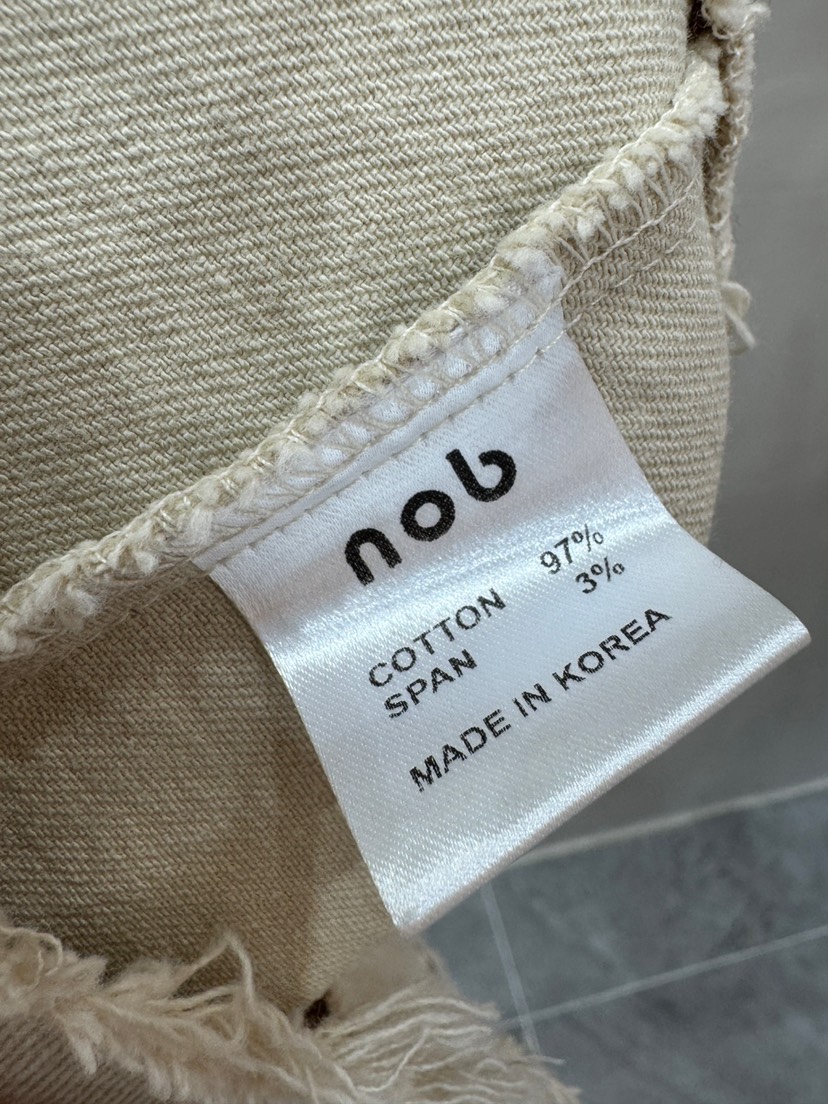 nob
COTTON 97%
SPAN 3%
MADE IN KOREA